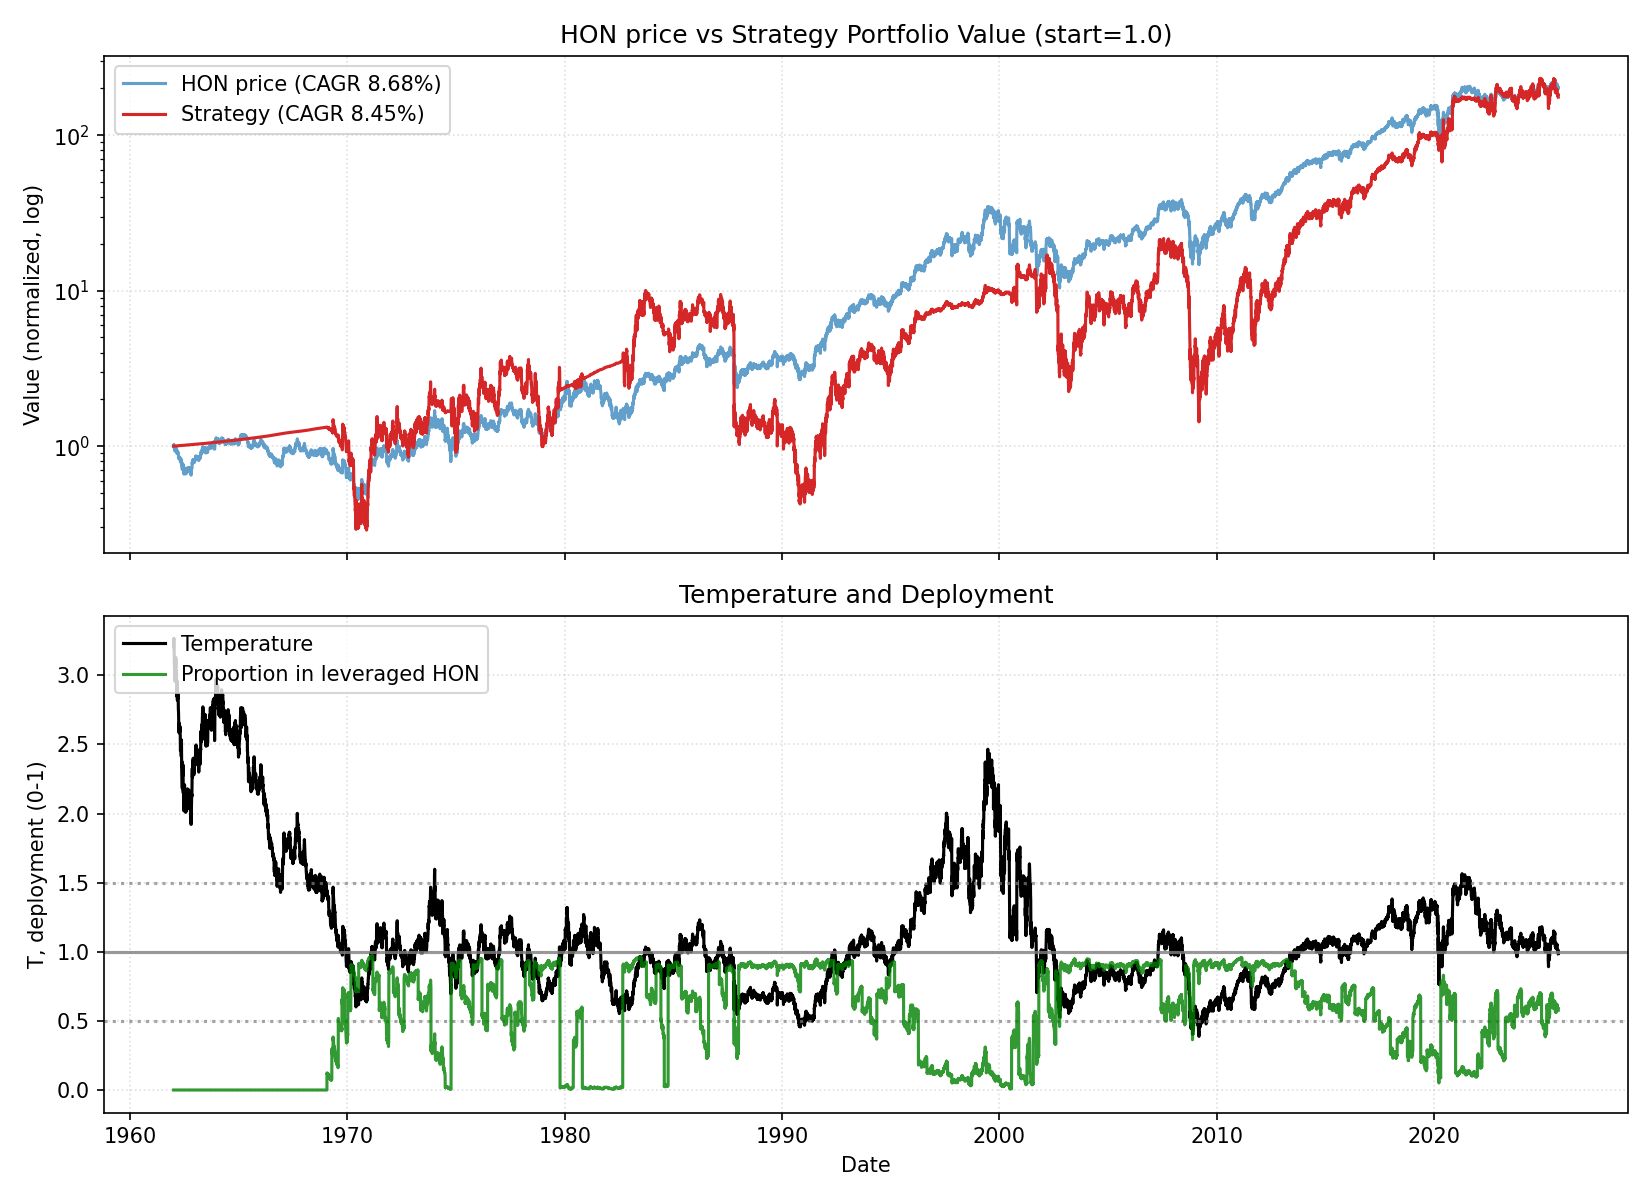 HON price vs Strategy Portfolio Value (start=1.0)
HON price (CAGR 8.68%)
Strategy (CAGR 8.45%)
Value (normalized, log)
10²
10¹
10⁰
Temperature and Deployment
Temperature
Proportion in leveraged HON
T, deployment (0-1)
3.0
2.5
2.0
1.5
1.0
0.5
0.0
1960 1970 1980 1990 2000 2010 2020
Date